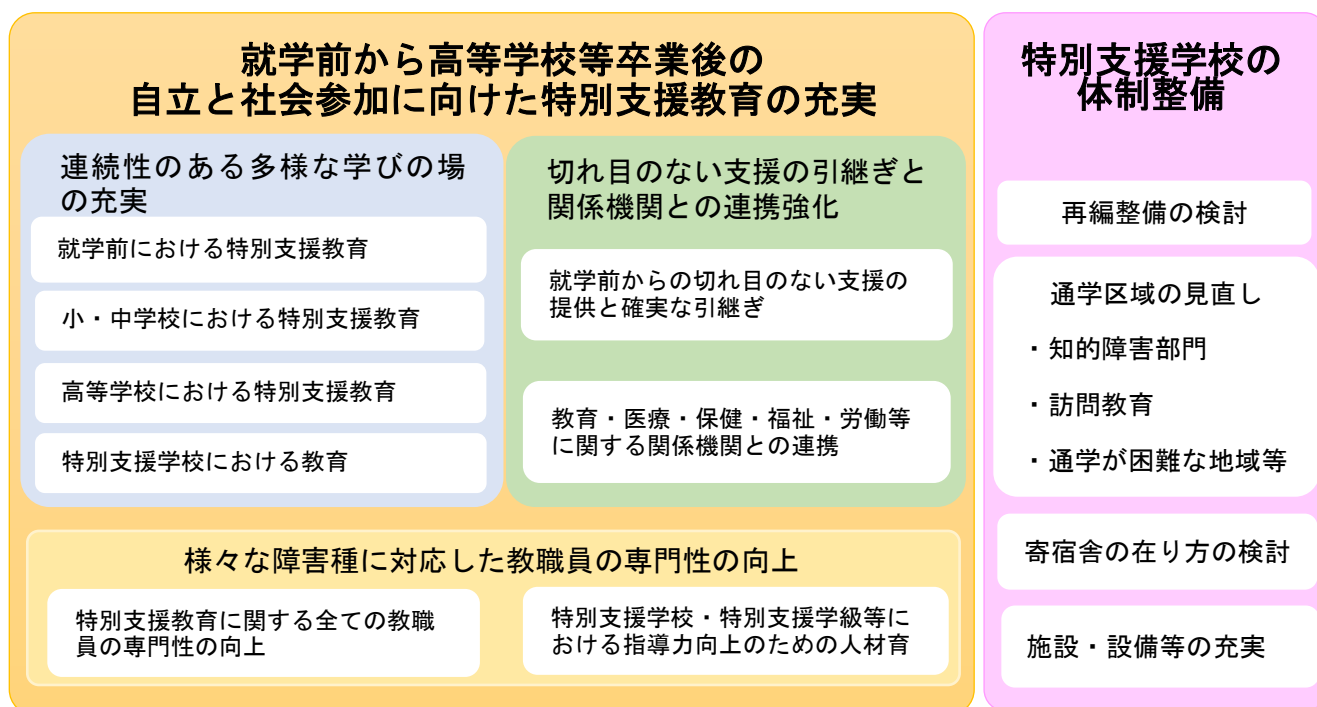 就学前から高等学校等卒業後の
自立と社会参加に向けた特別支援教育の充実
連続性のある多様な学びの場
の充実
就学前における特別支援教育
小・中学校における特別支援教育
高等学校における特別支援教育
特別支援学校における教育
切れ目のない支援の引継ぎと
関係機関との連携強化
就学前からの切れ目のない支援の
提供と確実な引継ぎ
教育・医療・保健・福祉・労働等
に関する関係機関との連携
様々な障害種に対応した教職員の専門性の向上
特別支援教育に関する全ての教職
員の専門性の向上
特別支援学校・特別支援学級等に
おける指導力向上のための人材育
特別支援学校の
体制整備
再編整備の検討
通学区域の見直し
・知的障害部門
・訪問教育
・通学が困難な地域等
寄宿舎の在り方の検討
施設・設備等の充実